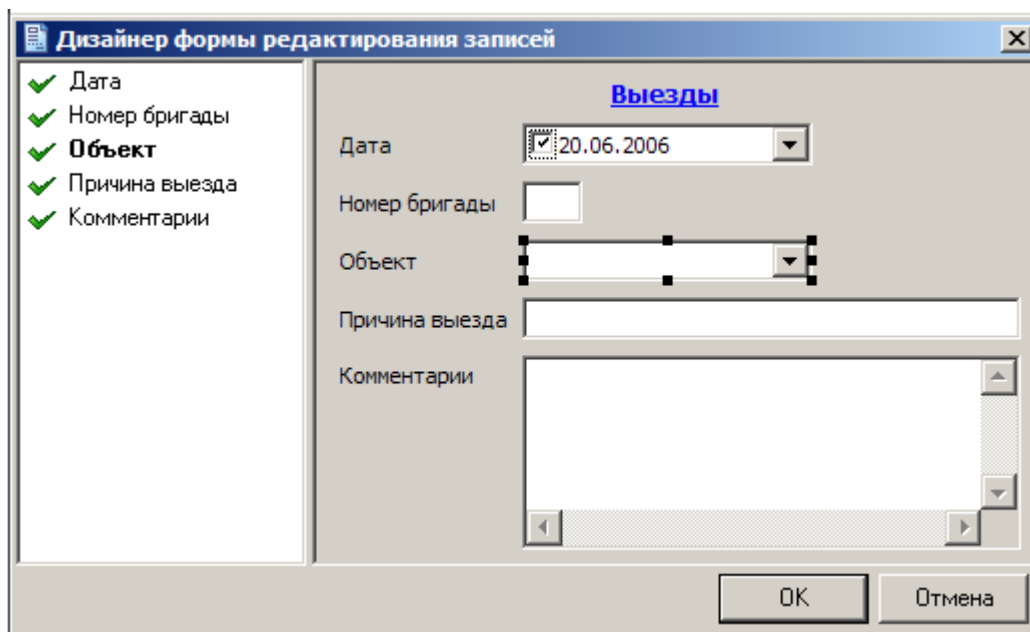 Дизайнер формы редактирования записей
Дата
Номер бригады
Объект
Причина выезда
Комментарии
Выезды
Дата
20.06.2006
Номер бригады
Объект
Причина выезда
Комментарии
OK
Отмена